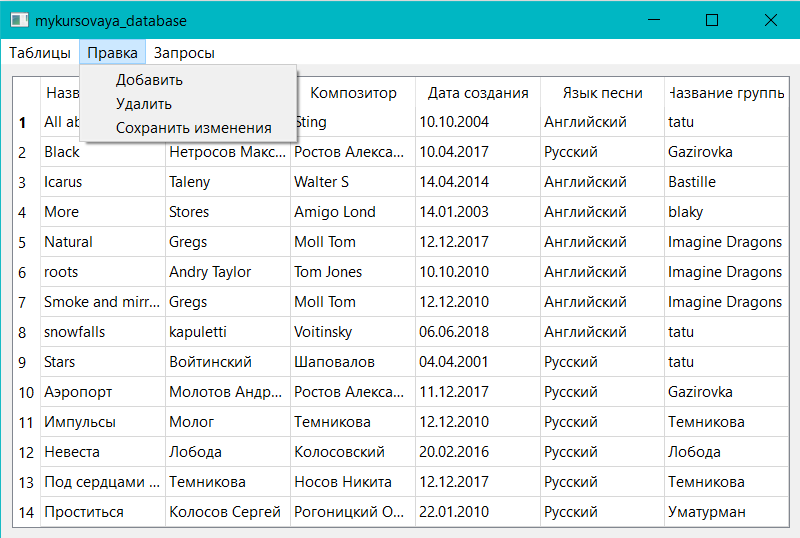 mykursovaya_database
Таблицы Правка Запросы
Добавить
Удалить
Сохранить изменения
Композитор Дата создания Язык песни Название группы
1 All Sting 10.10.2004 Английский tatu
2 Black Нетросов Макс... Ростов Алекса... 10.04.2017 Русский Gazirovka
3 Icarus Taleny Walter S 14.04.2014 Английский Bastille
4 More Stores Amigo Lond 14.01.2003 Английский blaky
5 Natural Gregs Moll Tom 12.12.2017 Английский Imagine Dragons
6 roots Andry Taylor Tom Jones 10.10.2010 Английский Imagine Dragons
7 Smoke and mirr... Gregs Moll Tom 12.12.2010 Английский Imagine Dragons
8 snowfalls kapuletti Voitinsky 06.06.2018 Английский tatu
9 Stars Войтинский Шаповалов 04.04.2001 Русский tatu
10 Аэропорт Молотов Андр... Ростов Алекса... 11.12.2017 Русский Gazirovka
11 Импульсы Молог Темникова 12.12.2010 Русский Темникова
12 Невеста Лобода Колосовский 20.02.2016 Русский Лобода
13 Под сердцами ... Темникова Носов Никита 12.12.2017 Русский Темникова
14 Проститься Колосов Сергей Рогоницкий О... 22.01.2010 Русский Уматурман